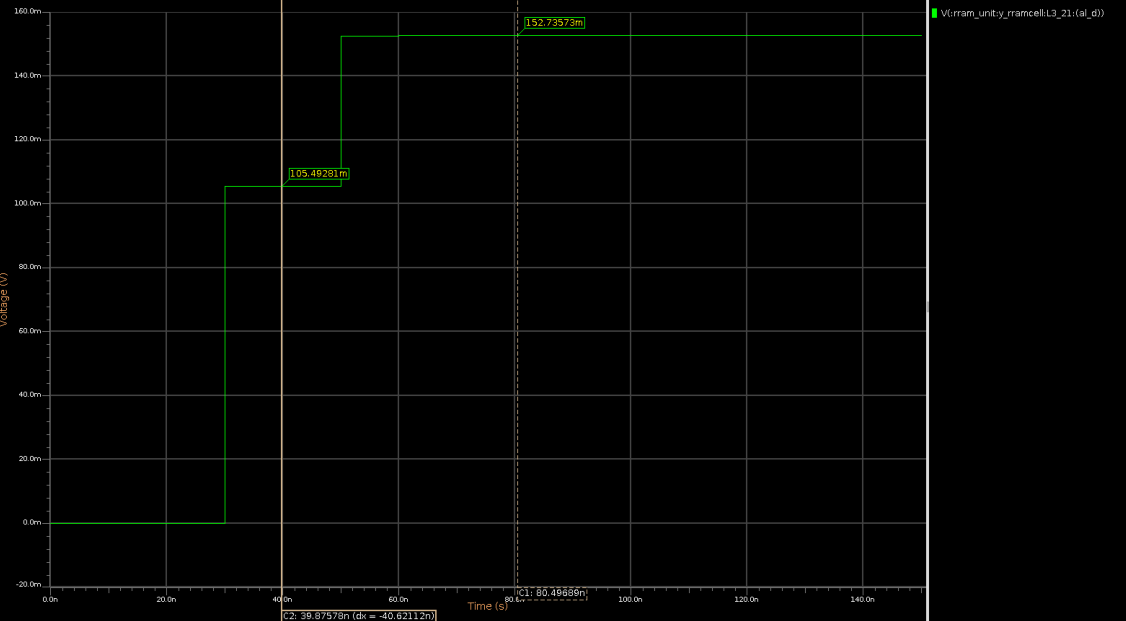 160.0m
152.73573m
V(:rram_unit:y_rramcell:L3_21:(al_d))
140.0m
120.0m
105.49281m
100.0m
80.0m
Voltage (V)
60.0m
40.0m
20.0m
0.0m
-20.0m
C1: 80.49689n
0.0n
20.0n
40.0n
60.0n
100.0n
120.0n
140.0n
Time (s)
C2: 39.87578n (dx = -40.62112n)